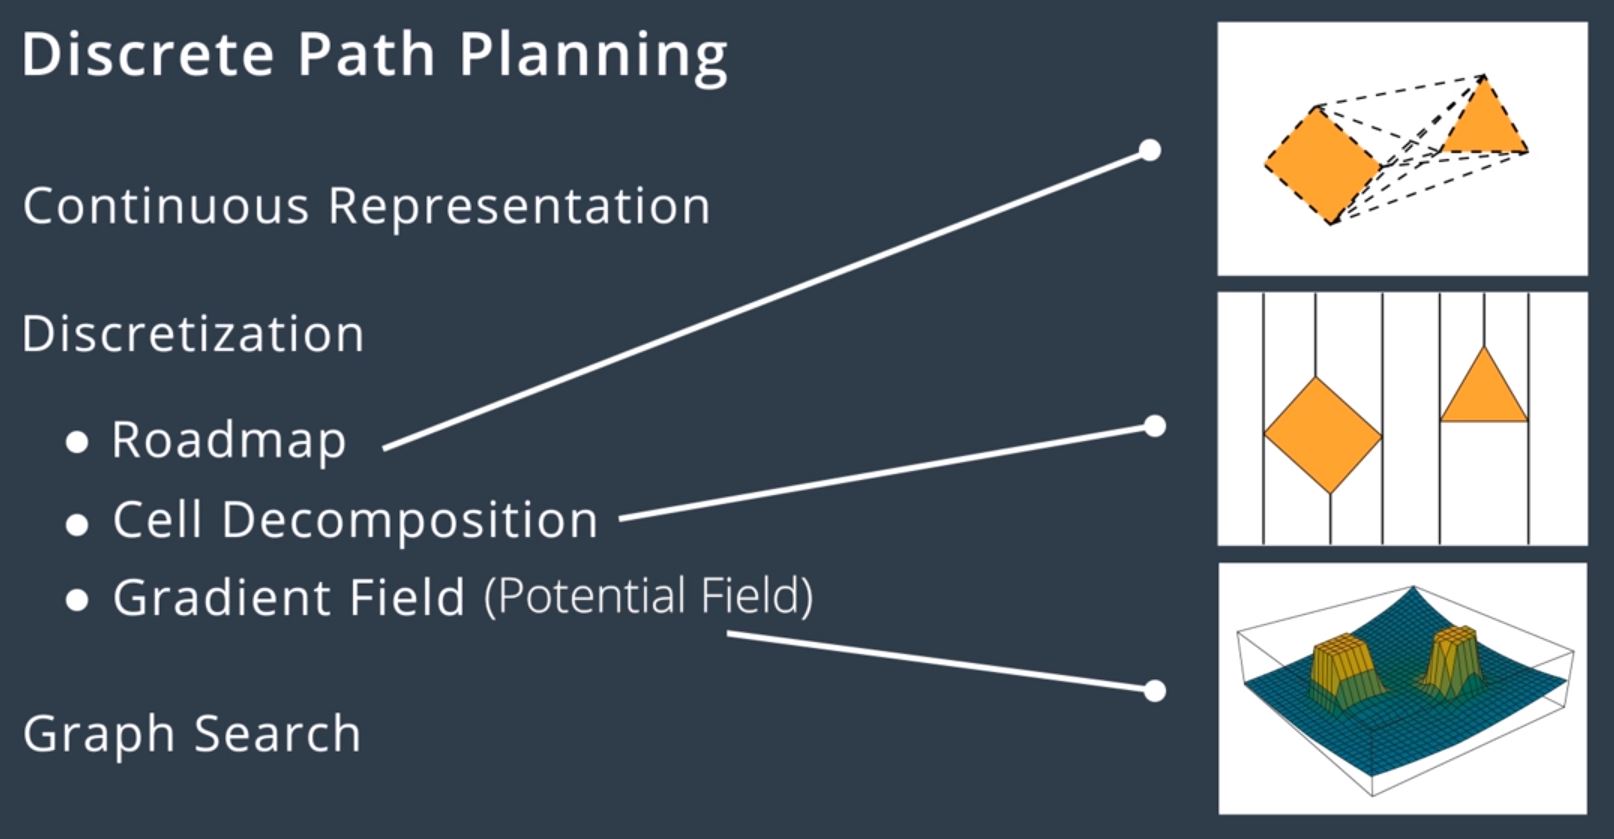 Discrete Path Planning
Continuous Representation
Discretization
● Roadmap
● Cell Decomposition
● Gradient Field (Potential Field)
Graph Search